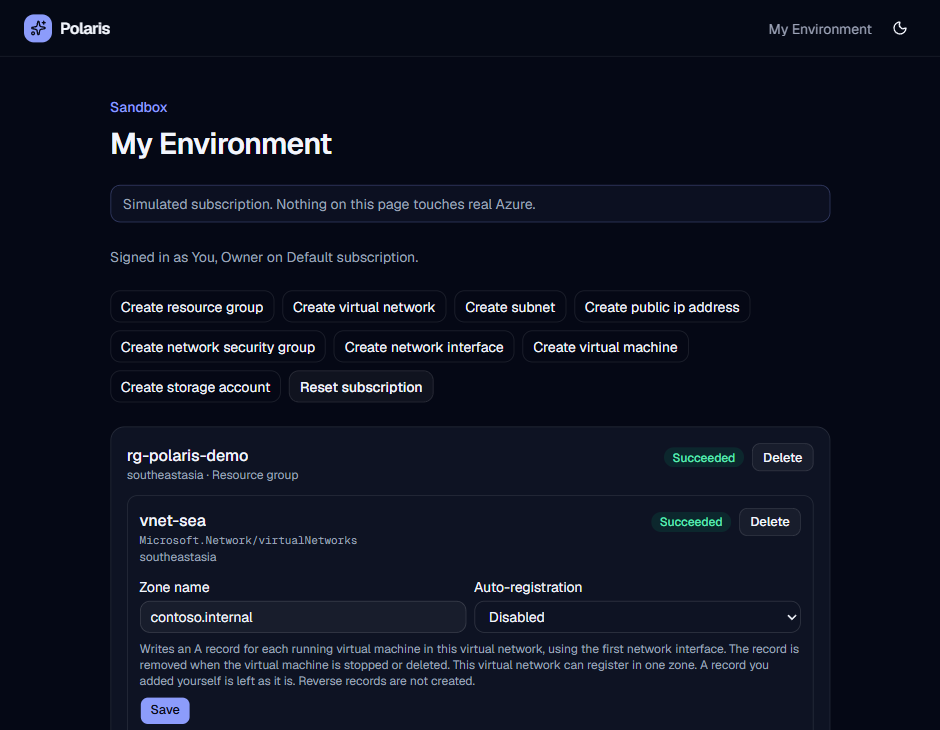 Polaris
My Environment
Sandbox
My Environment
Simulated subscription. Nothing on this page touches real Azure.
Signed in as You, Owner on Default subscription.
Create resource group
Create virtual network
Create subnet
Create public ip address
Create network security group
Create network interface
Create virtual machine
Create storage account
Reset subscription
rg-polaris-demo
Succeeded
Delete
southeastasia · Resource group
vnet-sea
Succeeded
Delete
Microsoft.Network/virtualNetworks
southeastasia
Zone name
Auto-registration
contoso.internal
Disabled
Writes an A record for each running virtual machine in this virtual network, using the first network interface. The record is
removed when the virtual machine is stopped or deleted. This virtual network can register in one zone. A record you
added yourself is left as it is. Reverse records are not created.
Save